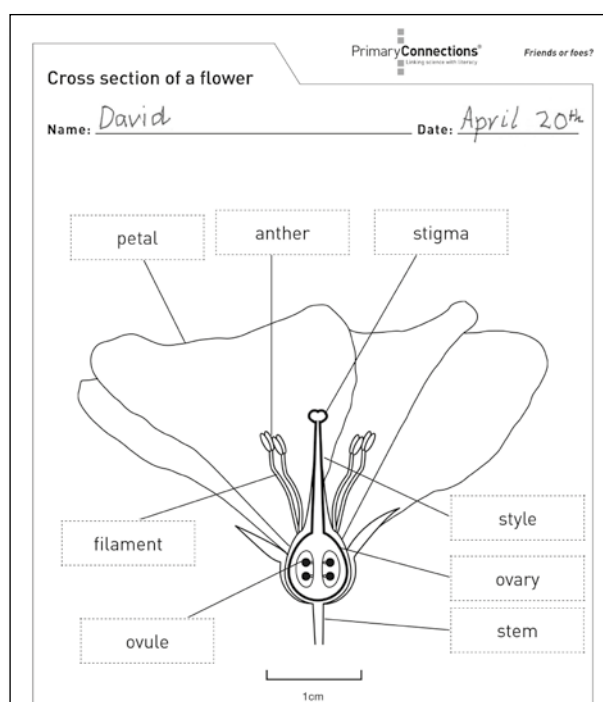 PrimaryConnections®
Linking science with literacy
Friends or foes?
Cross section of a flower
Name: David Date: April 20th
petal
anther
stigma
filament
style
ovary
ovule
stem
1cm